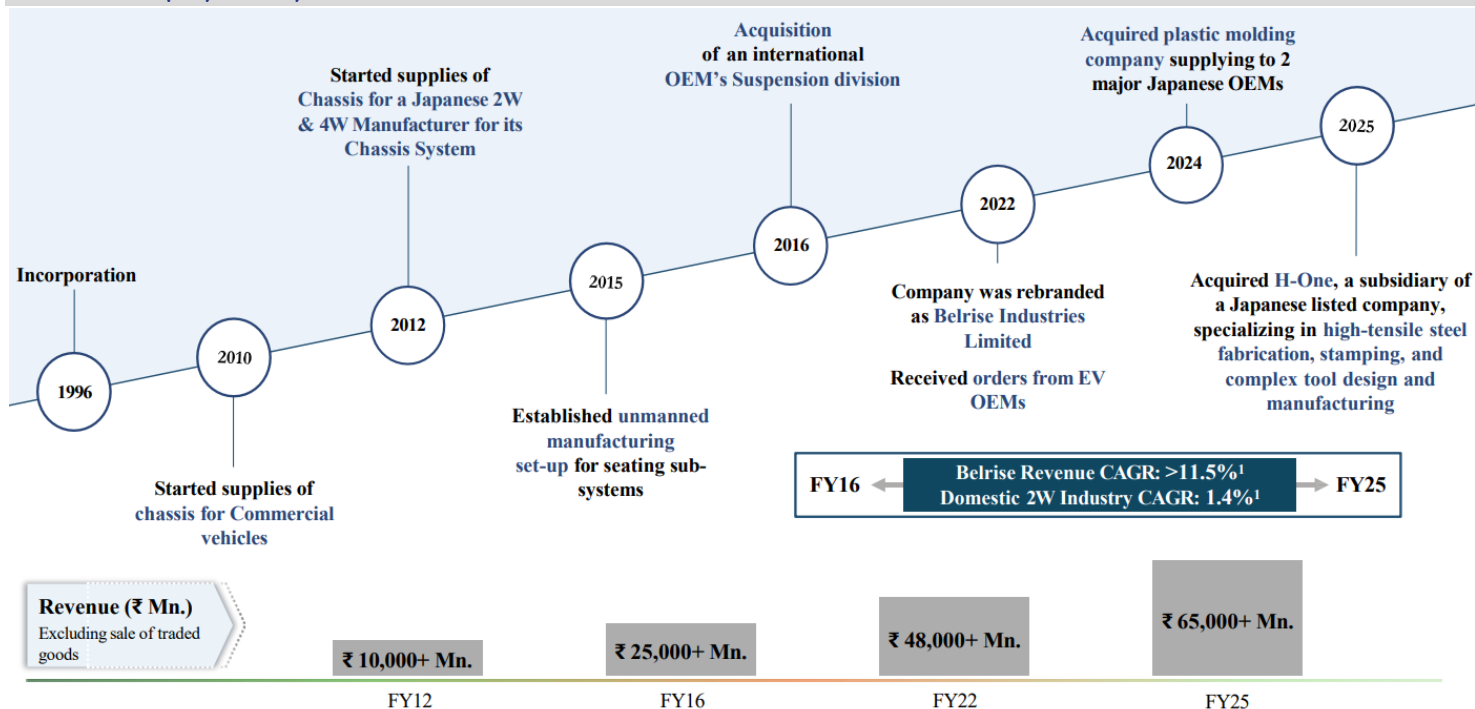 Acquisition
of an international
OEM's Suspension division
Acquired plastic molding
company supplying to 2
major Japanese OEMs
Started supplies of
Chassis for a Japanese 2W
& 4W Manufacturer for its
Chassis System
Incorporation
1996
2010
2012
2015
2016
2022
2024
2025
Started supplies of
chassis for Commercial
vehicles
Established unmanned
manufacturing
set-up for seating sub-
systems
Company was rebranded
as Belrise Industries
Limited
Received orders from EV
OEMs
Acquired H-One, a subsidiary of
a Japanese listed company,
specializing in high-tensile steel
fabrication, stamping, and
complex tool design and
manufacturing
FY16
Belrise Revenue CAGR: >11.5%¹
Domestic 2W Industry CAGR: 1.4%¹
FY25
Revenue (₹ Mn.)
Excluding sale of traded
goods
₹ 10,000+ Mn.
₹ 25,000+ Mn.
₹ 48,000+ Mn.
₹ 65,000+ Mn.
FY12
FY16
FY22
FY25